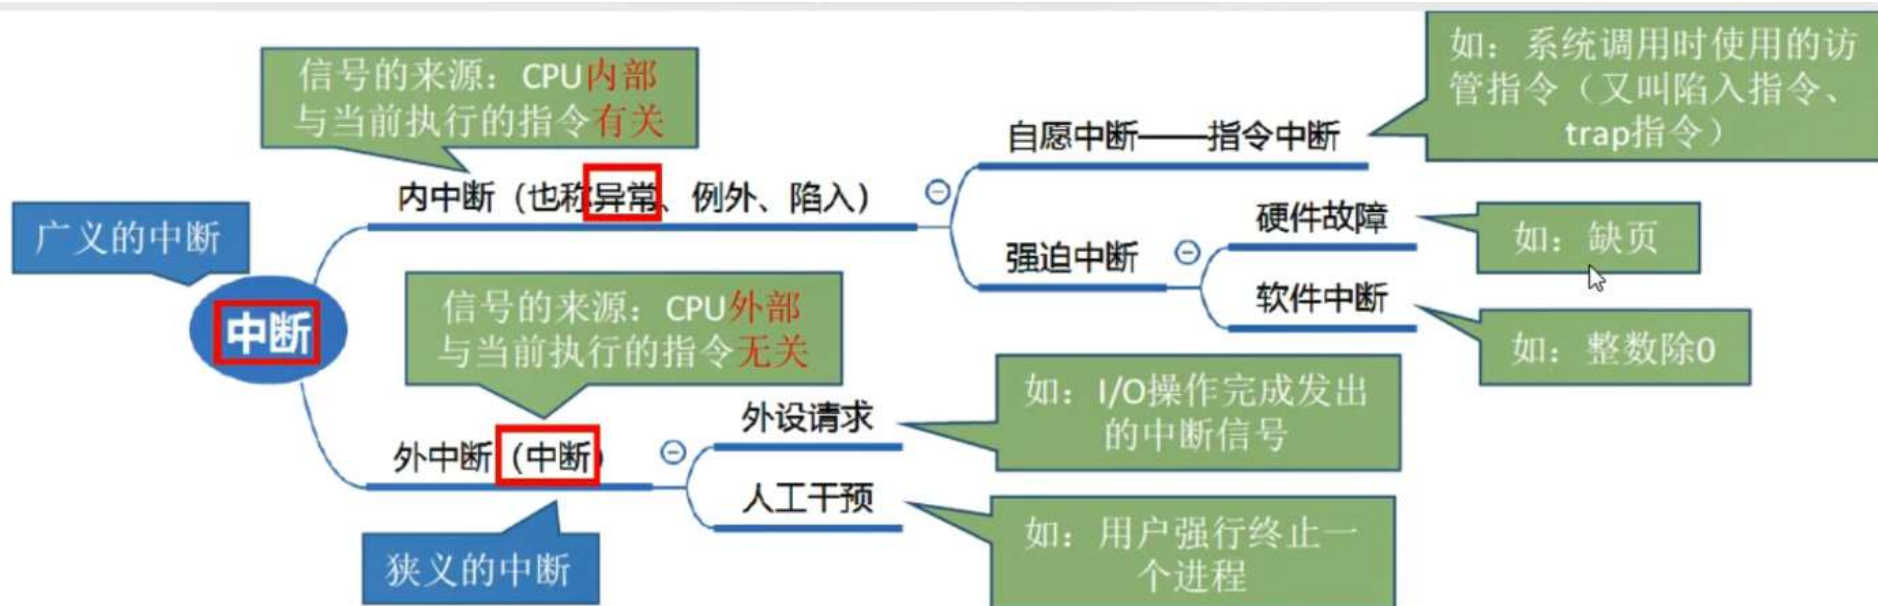 信号的来源：CPU内部
与当前执行的指令有关
如：系统调用时使用的访
管指令（又叫陷入指令、
trap指令）
自愿中断——指令中断
内中断（也称异常、例外、陷入）
硬件故障
如：缺页
广义的中断
强迫中断
信号的来源：CPU外部
与当前执行的指令无关
软件中断
中断
如：整数除0
如：I/O操作完成发出
的中断信号
外设请求
外中断（中断）
人工干预
如：用户强行终止一
个进程
狭义的中断